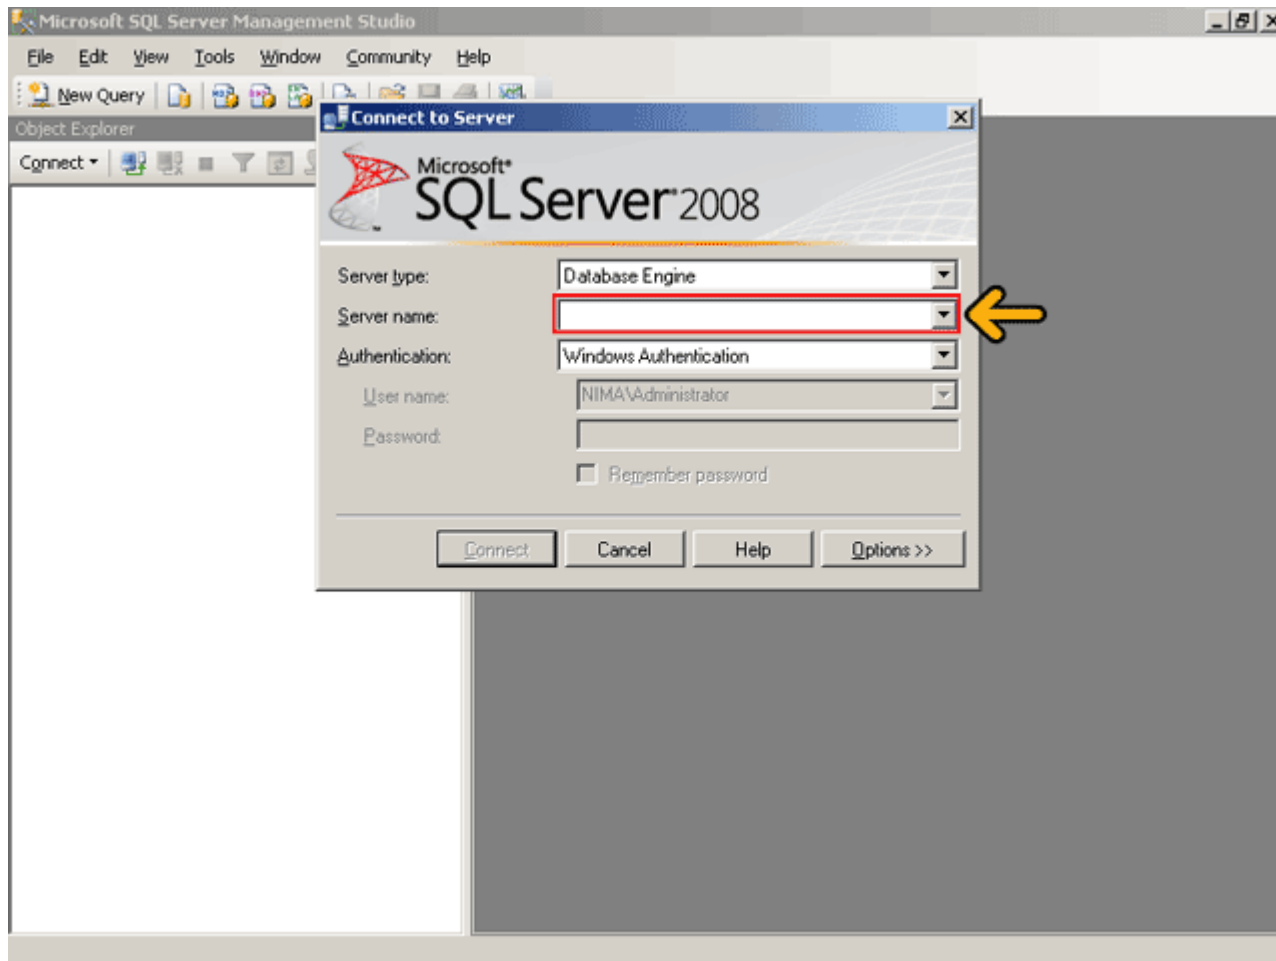 Microsoft SQL Server Management Studio
File Edit View Tools Window Community Help
New Query
Object Explorer
Connect
Connect to Server
Microsoft®
SQL Server 2008
Server type: Database Engine
Server name:
Authentication: Windows Authentication
User name: NIMA\Administrator
Password:
Remember password
Connect Cancel Help Options >>